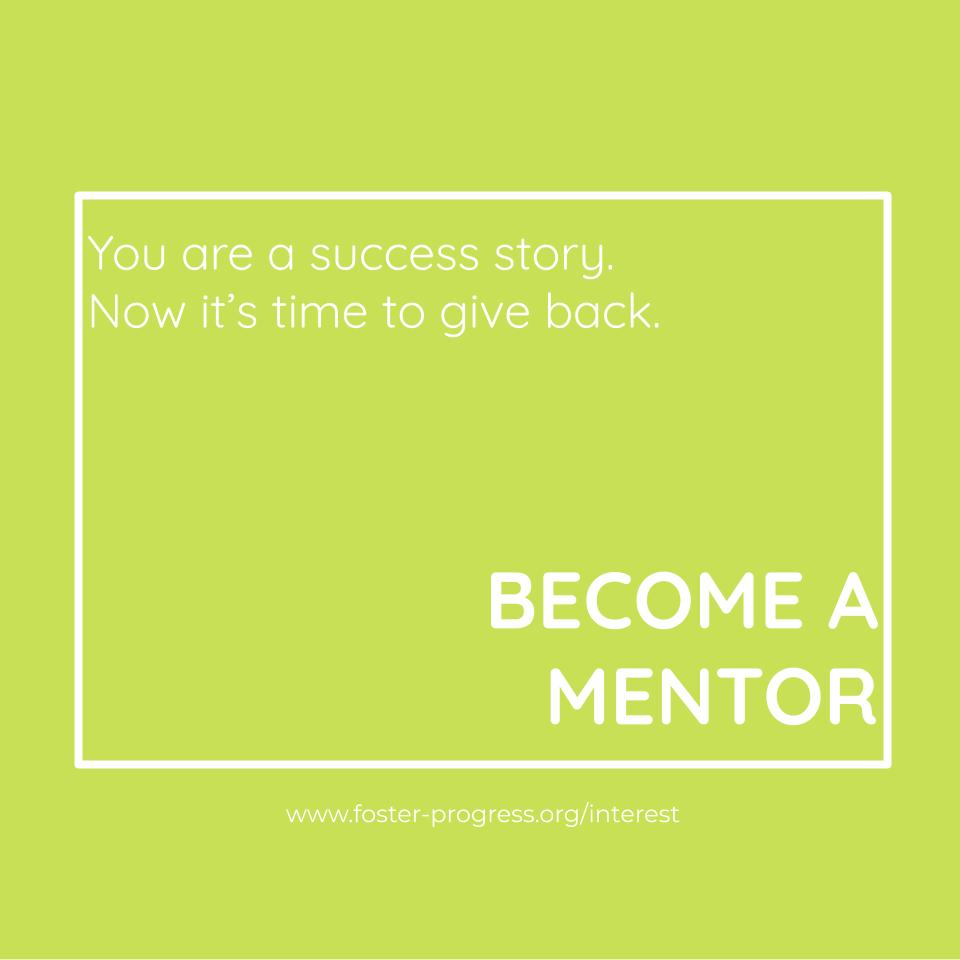 You are a success story.
Now it’s time to give back.
BECOME A
MENTOR
www.foster-progress.org/interest